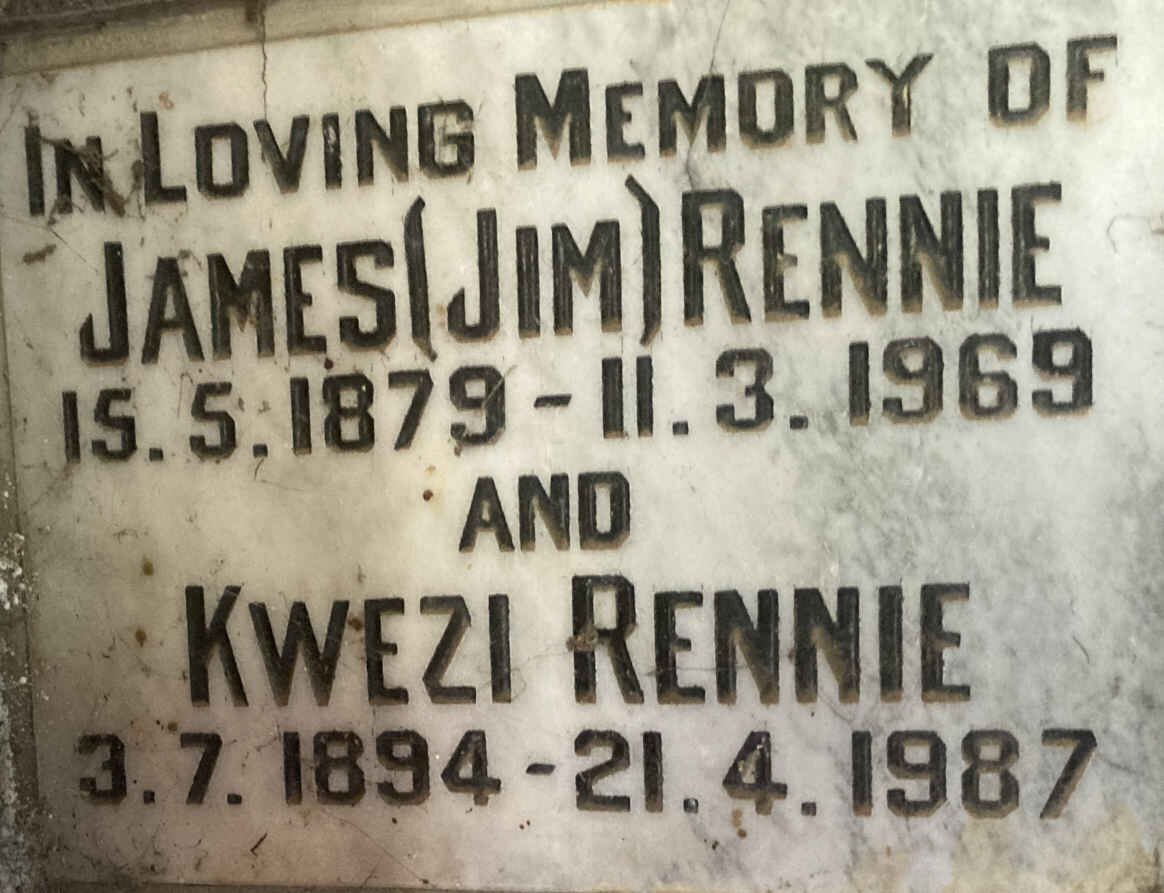 IN LOVING MEMORY OF
JAMES (JIM) RENNIE
15.5.1879 - 11.3.1969
AND
KWEZI RENNIE
3.7.1894 - 21.4.1987